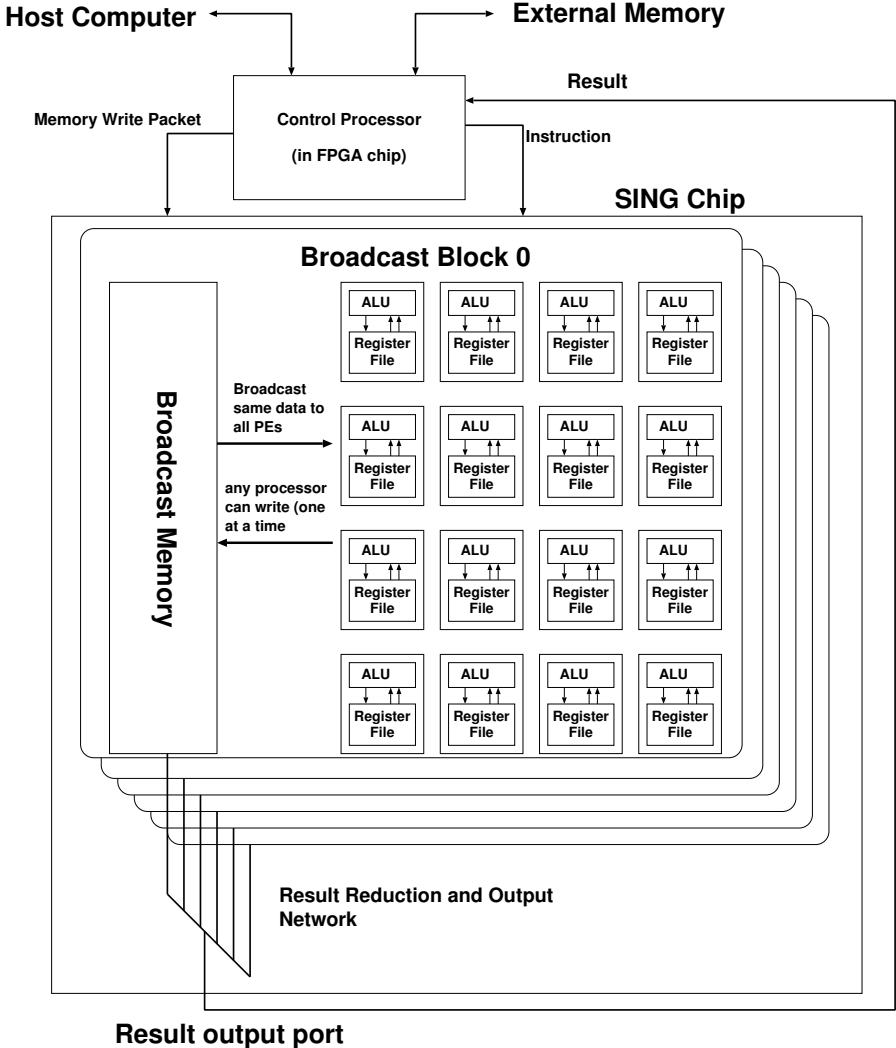 Host Computer
External Memory
Result
Memory Write Packet
Control Processor
(in FPGA chip)
Instruction
SING Chip
Broadcast Block 0
ALU
ALU
ALU
ALU
Register
File
Register
File
Register
File
Register
File
Broadcast Memory
Broadcast
same data to
all PEs
ALU
ALU
ALU
ALU
Register
File
Register
File
Register
File
Register
File
any processor
can write (one
at a time
ALU
ALU
ALU
ALU
Register
File
Register
File
Register
File
Register
File
ALU
ALU
ALU
ALU
Register
File
Register
File
Register
File
Register
File
Result Reduction and Output
Network
Result output port